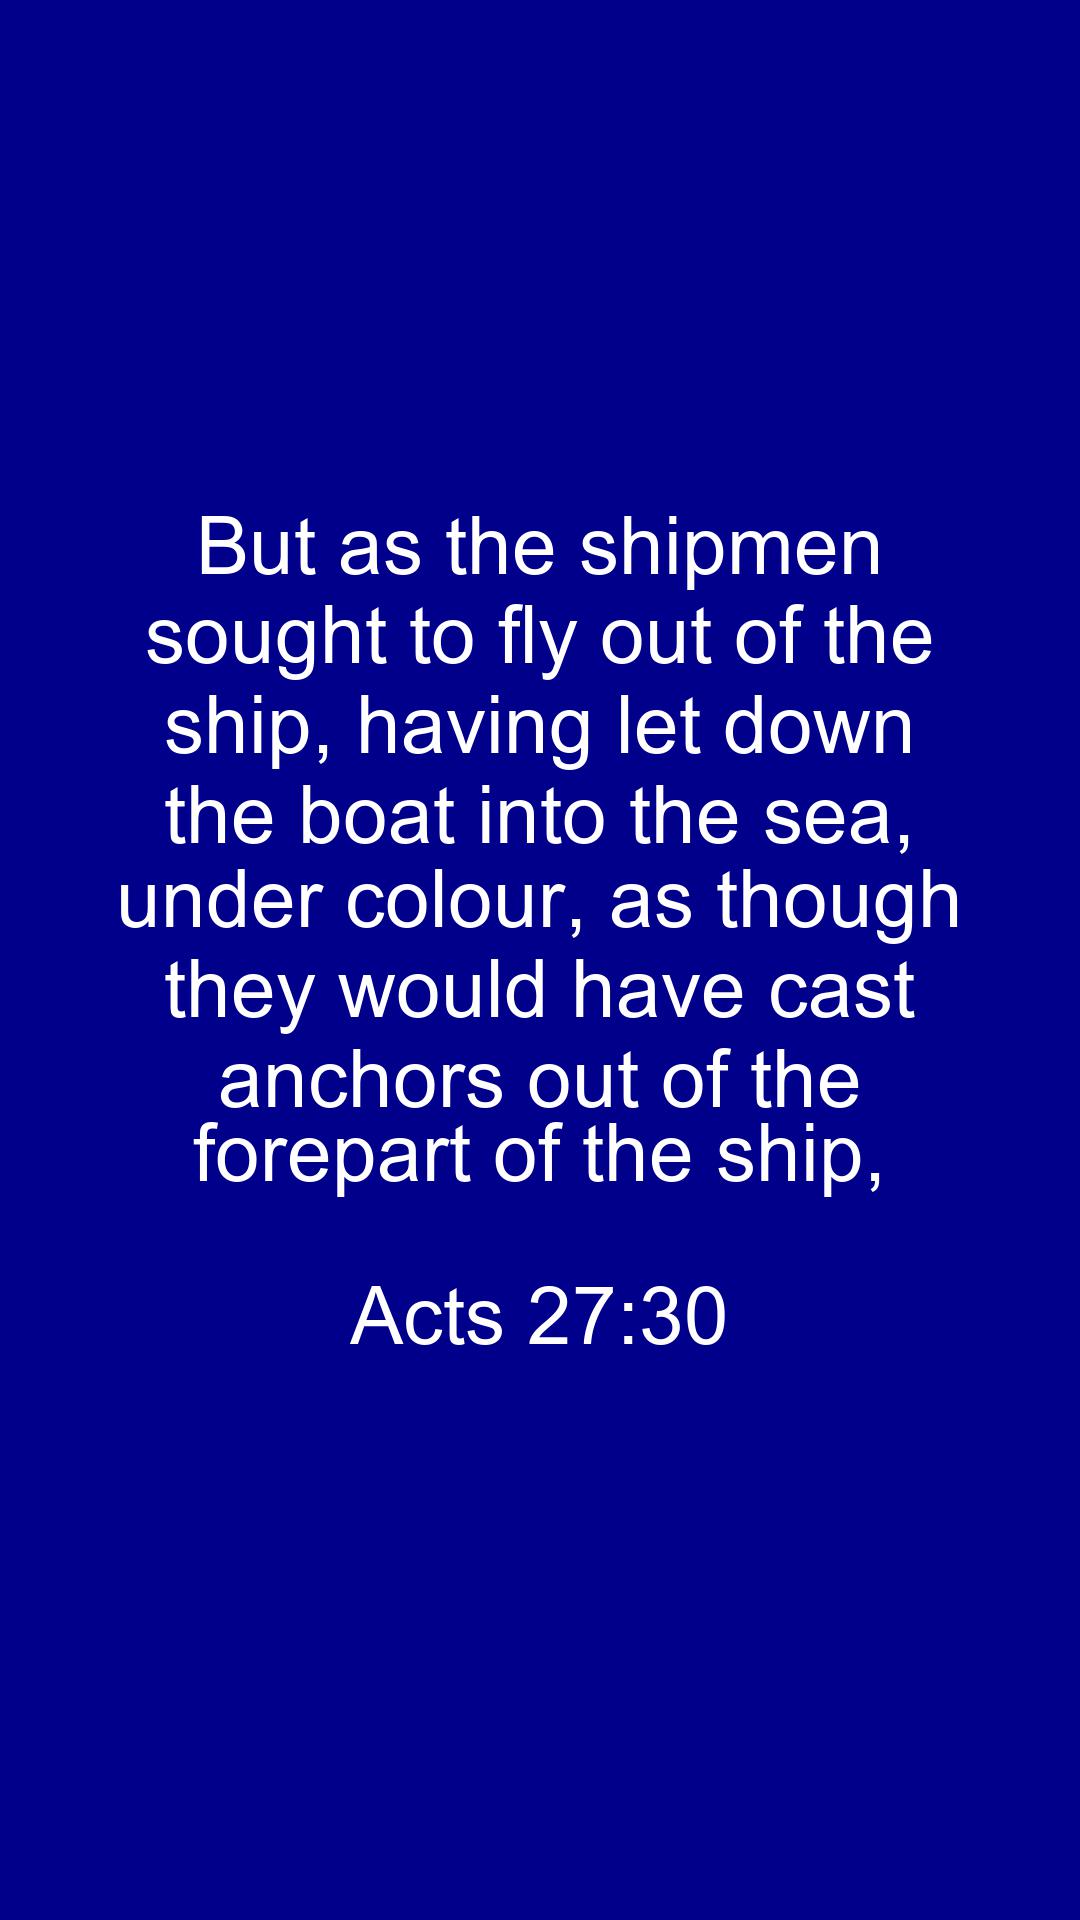 But as the shipmen
sought to fly out of the
ship, having let down
the boat into the sea,
under colour, as though
they would have cast
anchors out of the
forepart of the ship,
Acts 27:30